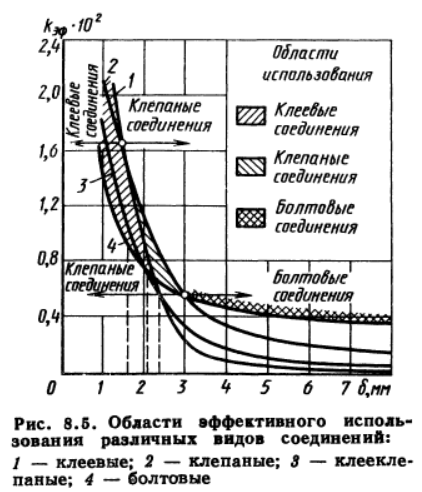 kэф·10²
2,4
2,0
1,6
1,2
0,8
0,4
0 1 2 3 4 5 6 7 δ,мм
2
1
3
4
Клеевые
соединения
Клепаные
соединения
Клепаные
соединения
Болтовые
соединения
Области
использования
Клеевые
соединения
Клепаные
соединения
Болтовые
соединения
Рис. 8.5. Области эффективного исполь-
зования различных видов соединений:
1 — клеевые; 2 — клепаные; 3 — клеекле-
паные; 4 — болтовые